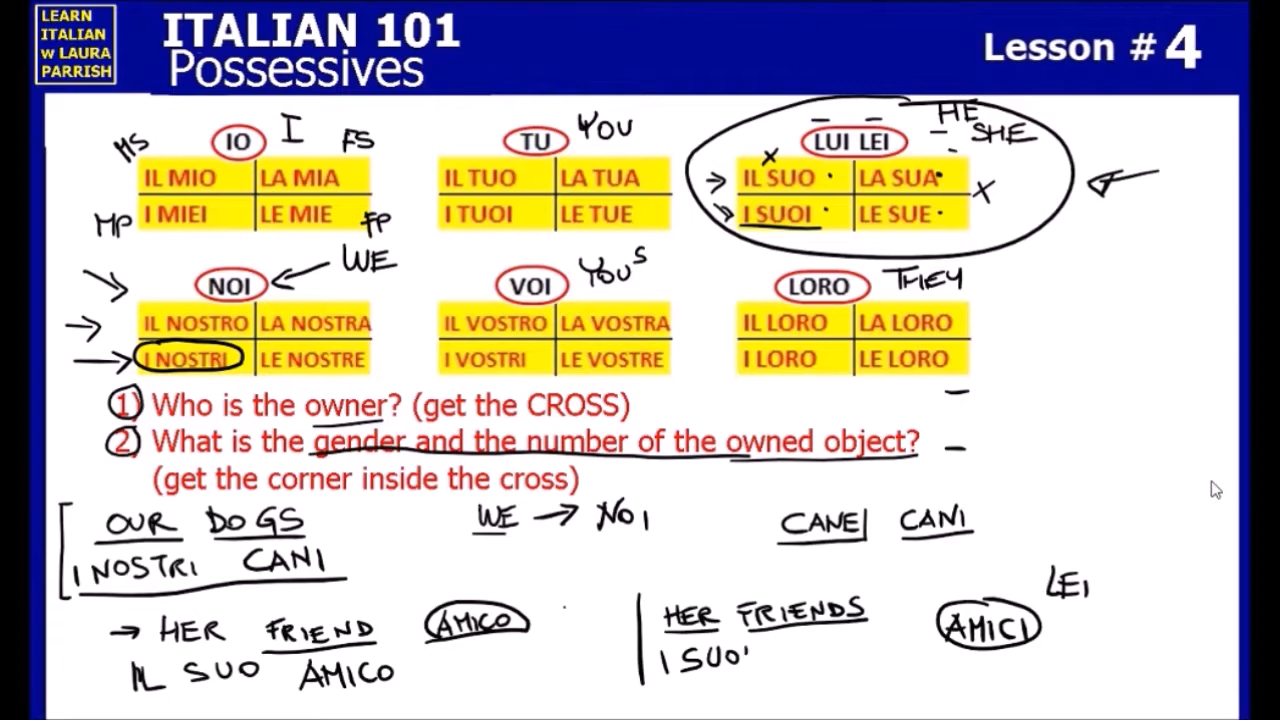 LEARN
ITALIAN
w LAURA
PARRISH
ITALIAN 101
Possessives
Lesson # 4
MS IO I FS
TU YOU
LUI LEI HE
SHE
IL MIO LA MIA
IL TUO LA TUA
IL SUO LA SUA
I MIEI LE MIE
I TUOI LE TUE
I SUOI LE SUE
MP FP
NOI WE
VOI YOUS
LORO THEY
IL NOSTRO LA NOSTRA
IL VOSTRO LA VOSTRA
IL LORO LA LORO
I NOSTRI LE NOSTRE
I VOSTRI LE VOSTRE
I LORO LE LORO
1) Who is the owner? (get the CROSS)
2) What is the gender and the number of the owned object?
(get the corner inside the cross)
OUR DOGS WE → NOI CANE CANI
I NOSTRI CANI
LEI
→ HER FRIEND AMICO
IL SUO AMICO
HER FRIENDS AMICI
I SUO'